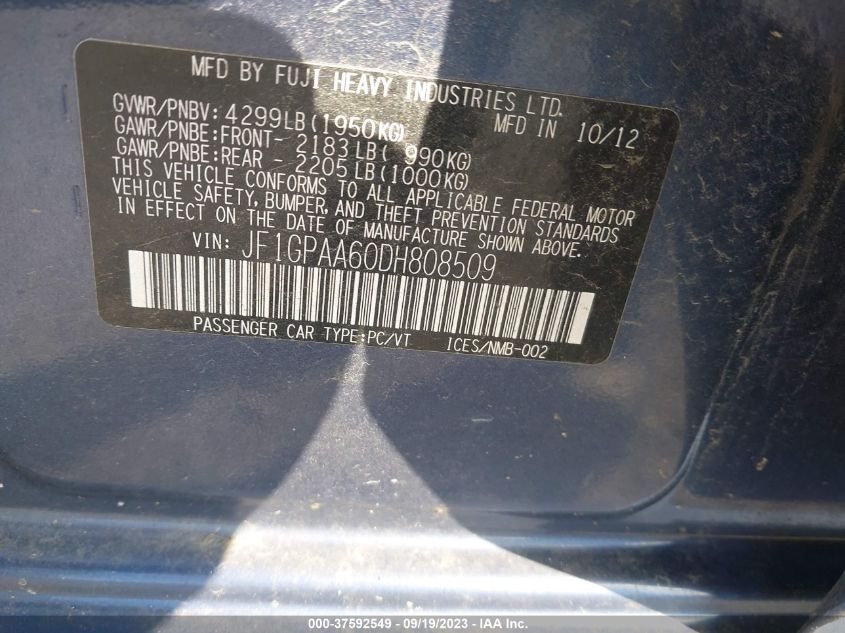 MFD BY FUJI HEAVY INDUSTRIES LTD.
GVWR/PNBV: 4299LB(1950KG) MFD IN 10/12
GAWR/PNBE:FRONT- 2183LB( 990KG)
GAWR/PNBE:REAR - 2205LB(1000KG)
THIS VEHICLE CONFORMS TO ALL APPLICABLE FEDERAL MOTOR
VEHICLE SAFETY, BUMPER, AND THEFT PREVENTION STANDARDS
IN EFFECT ON THE DATE OF MANUFACTURE SHOWN ABOVE.
VIN: JF1GPAA60DH808509
PASSENGER CAR TYPE:PC/VT ICES/NMB-002
000-37592549 - 09/19/2023 - IAA Inc.